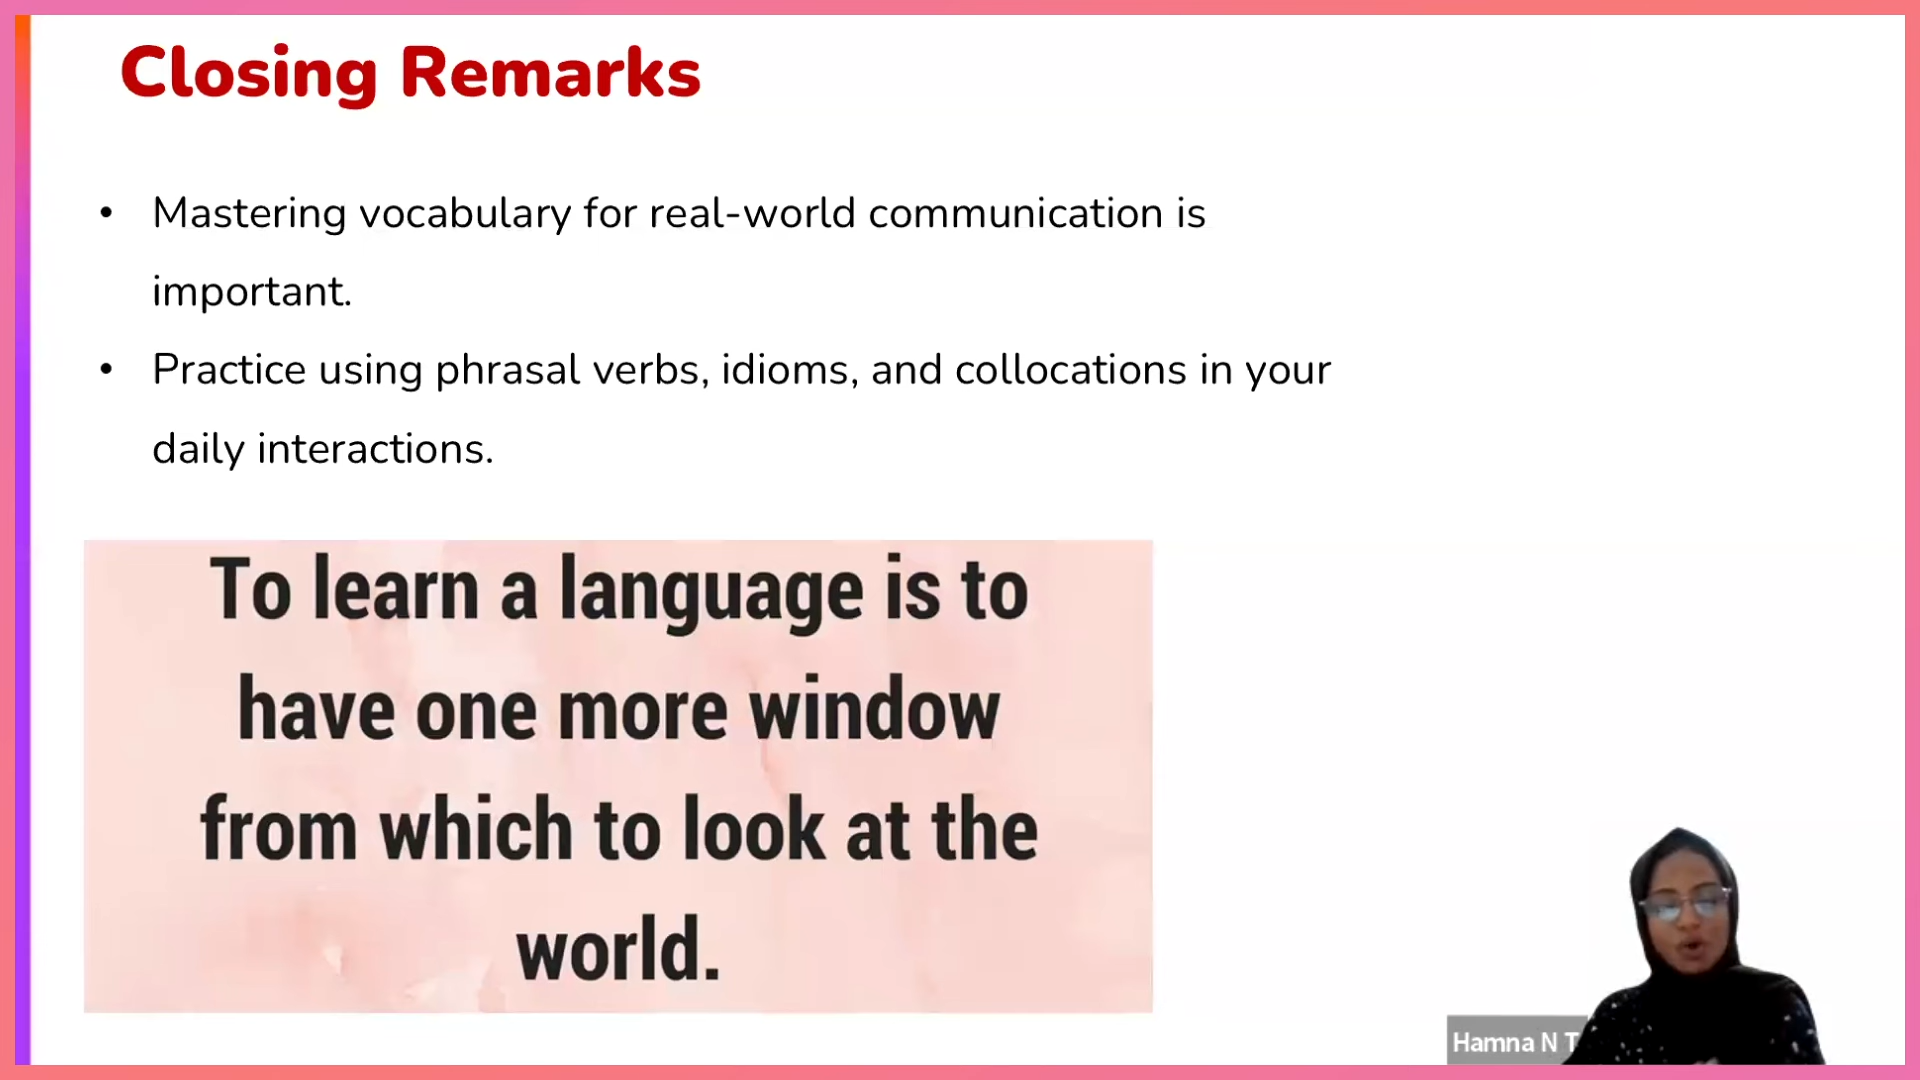 Closing Remarks
• Mastering vocabulary for real-world communication is
important.
• Practice using phrasal verbs, idioms, and collocations in your
daily interactions.
To learn a language is to
have one more window
from which to look at the
world.
Hamna N T